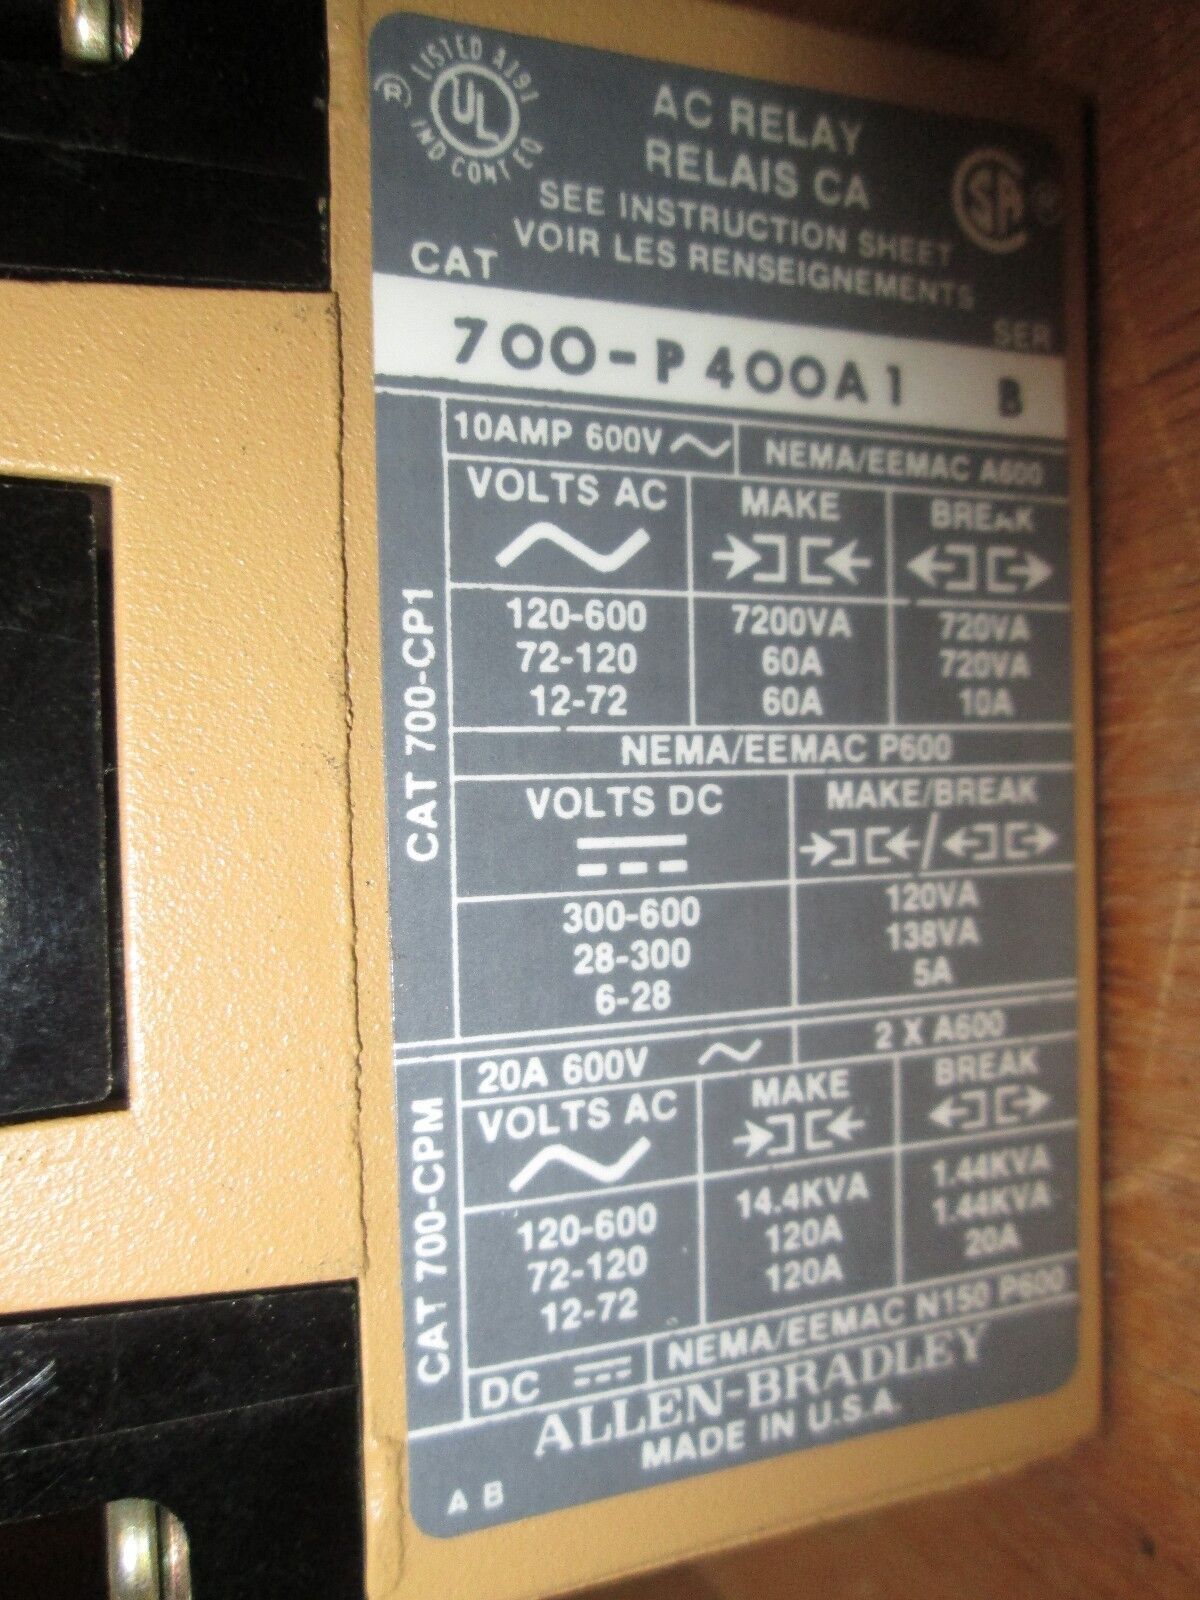 LISTED A191
UL
IND CONT EQ
®
AC RELAY
RELAIS CA
SEE INSTRUCTION SHEET
VOIR LES RENSEIGNEMENTS
SA
CAT
SER
700-P400A1 B
CAT 700-CP1
10AMP 600V
NEMA/EEMAC A600
VOLTS AC MAKE BREAK
120-600 7200VA 720VA
72-120 60A 720VA
12-72 60A 10A
NEMA/EEMAC P600
VOLTS DC MAKE/BREAK
300-600 120VA
28-300 138VA
6-28 5A
CAT 700-CPM
20A 600V 2 X A600
VOLTS AC MAKE BREAK
120-600 14.4KVA 1.44KVA
72-120 120A 1.44KVA
12-72 120A 20A
DC NEMA/EEMAC N150 P600
ALLEN-BRADLEY
MADE IN U.S.A.
A B